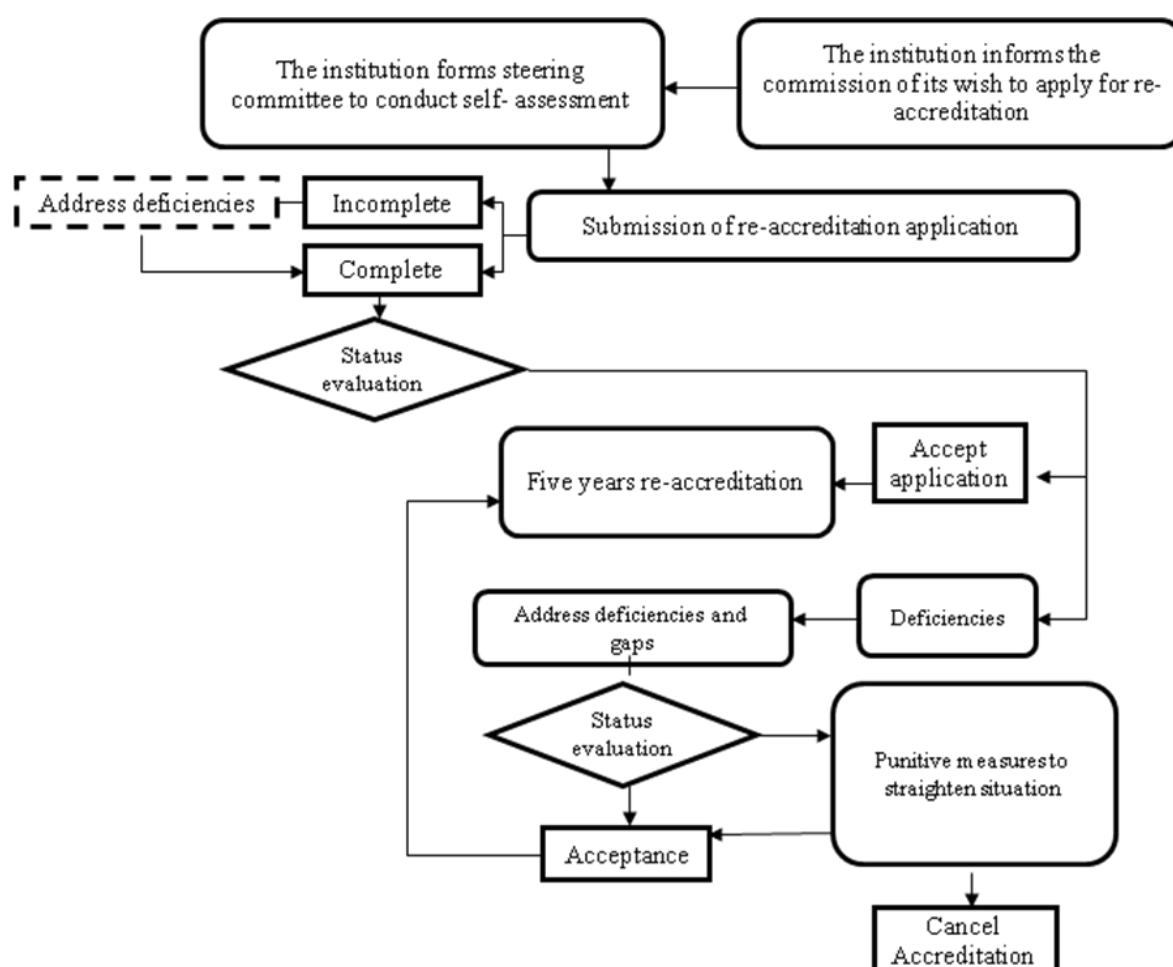 The institution forms steering
committee to conduct self- assessment
The institution informs the
commission of its wish to apply for re-
accreditation
Address deficiencies
Incomplete
Submission of re-accreditation application
Complete
Status
evaluation
Five years re-accreditation
Accept
application
Address deficiencies and
gaps
Deficiencies
Status
evaluation
Punitive measures to
straighten situation
Acceptance
Cancel
Accreditation